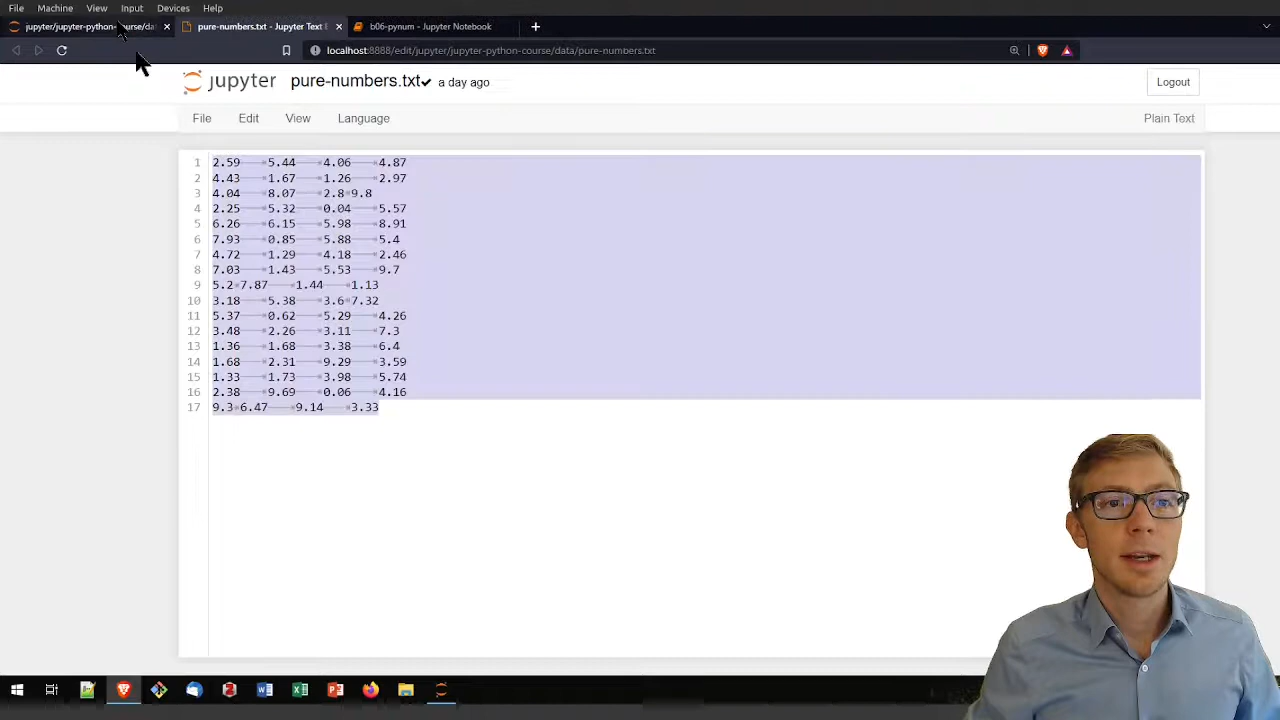 File Machine View Input Devices Help
jupyter/jupyter-python-course/da × pure-numbers.txt - Jupyter Text E × b06-pynum - Jupyter Notebook +
localhost:8888/edit/jupyter/jupyter-python-course/data/pure-numbers.txt
jupyter pure-numbers.txt✔ a day ago Logout
File Edit View Language Plain Text
1 2.59 5.44 4.06 4.87
2 4.43 1.67 1.26 2.97
3 4.04 8.07 2.8 9.8
4 2.25 5.32 0.04 5.57
5 6.26 6.15 5.98 8.91
6 7.93 0.85 5.88 5.4
7 4.72 1.29 4.18 2.46
8 7.03 1.43 5.53 9.7
9 5.2 7.87 1.44 1.13
10 3.18 5.38 3.6 7.32
11 5.37 0.62 5.29 4.26
12 3.48 2.26 3.11 7.3
13 1.36 1.68 3.38 6.4
14 1.68 2.31 9.29 3.59
15 1.33 1.73 3.98 5.74
16 2.38 9.69 0.06 4.16
17 9.3 6.47 9.14 3.33